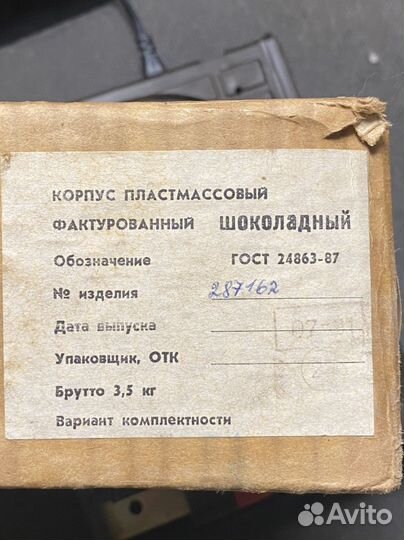 КОРПУС ПЛАСТМАССОВЫЙ
ФАКТУРОВАННЫЙ ШОКОЛАДНЫЙ
Обозначение ГОСТ 24863-87
№ изделия 287162
Дата выпуска
Упаковщик, ОТК
Брутто 3,5 кг
Вариант комплектности
Avito